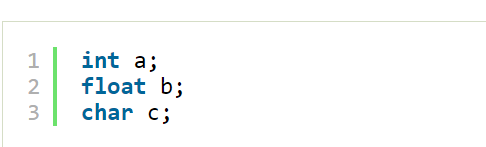 1 int a;
2 float b;
3 char c;